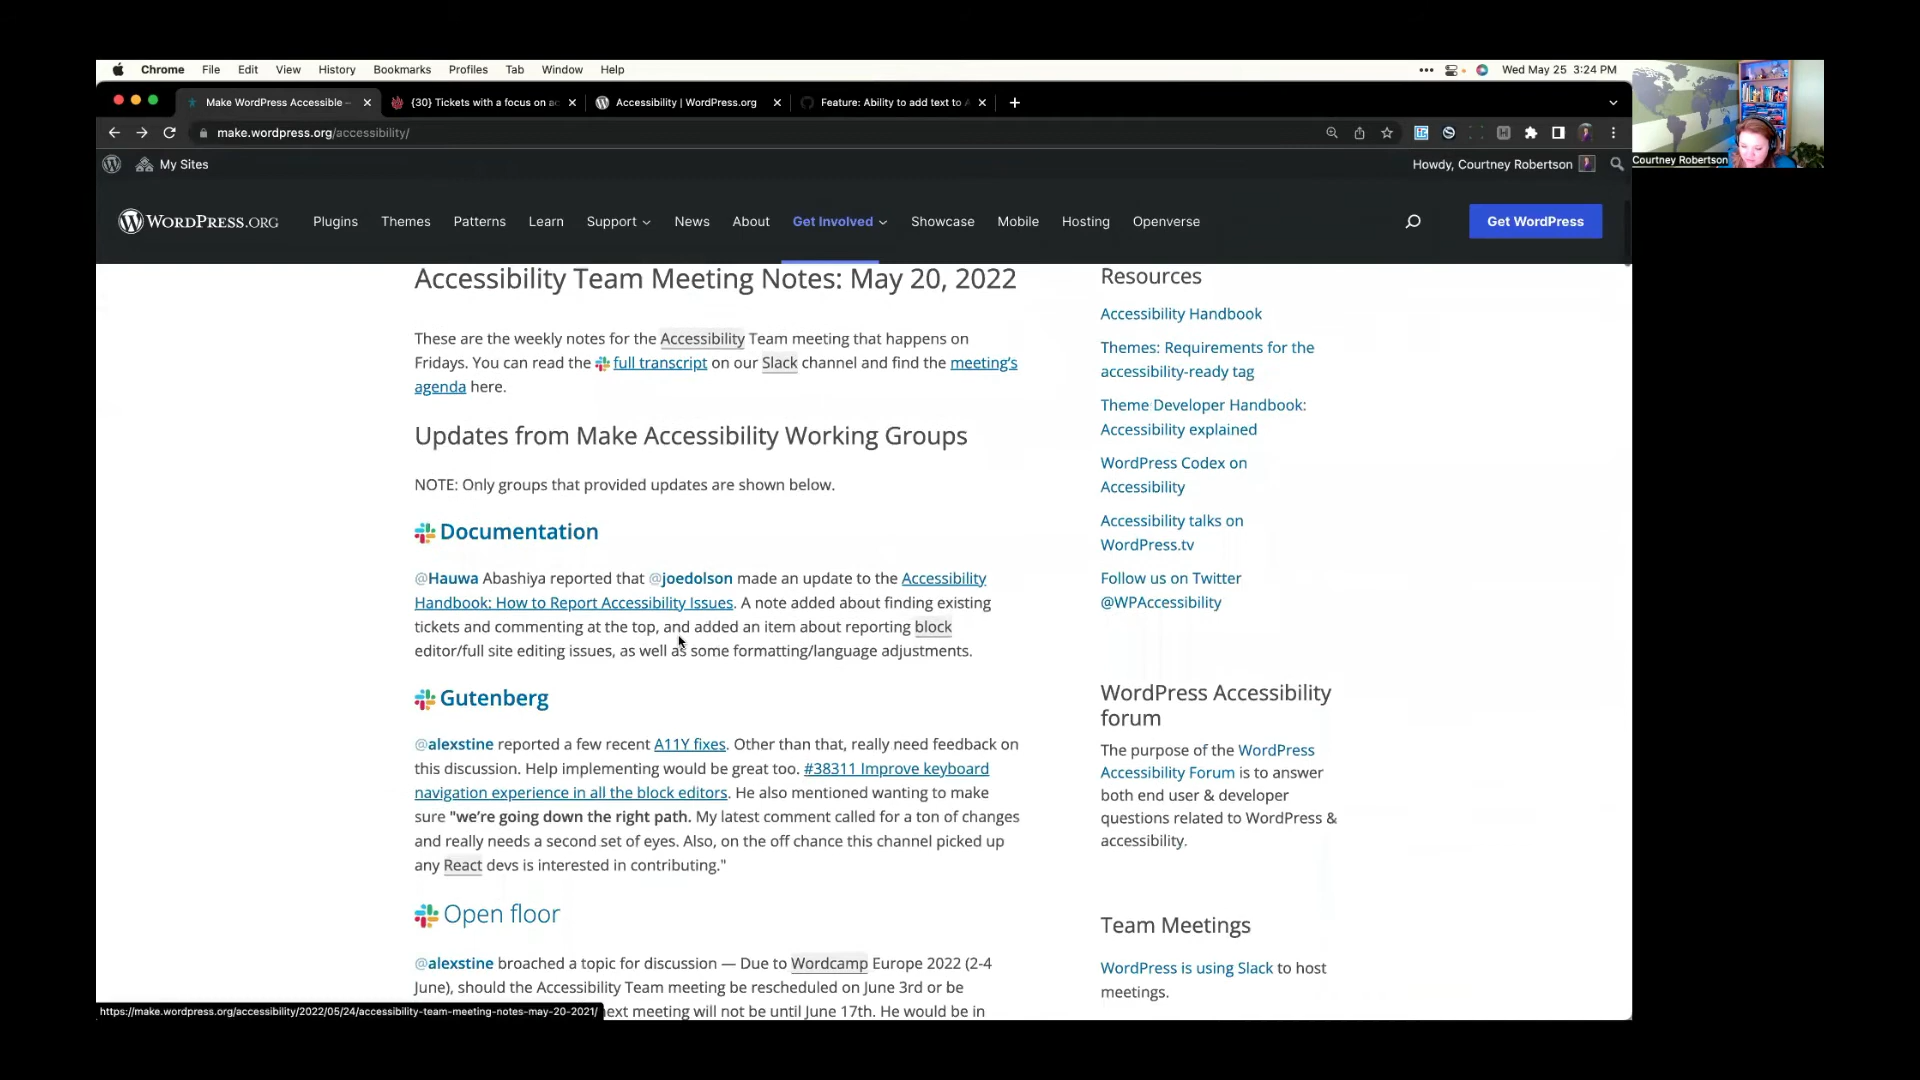 Chrome File Edit View History Bookmarks Profiles Tab Window Help
Wed May 25 3:24 PM
Make WordPress Accessible –
{30} Tickets with a focus on ac
Accessibility | WordPress.org
Feature: Ability to add text to
make.wordpress.org/accessibility/
My Sites
Howdy, Courtney Robertson
Courtney Robertson
WORDPRESS.ORG
Plugins Themes Patterns Learn Support News About Get Involved Showcase Mobile Hosting Openverse
Get WordPress
Accessibility Team Meeting Notes: May 20, 2022
These are the weekly notes for the Accessibility Team meeting that happens on
Fridays. You can read the full transcript on our Slack channel and find the meeting's
agenda here.
Updates from Make Accessibility Working Groups
NOTE: Only groups that provided updates are shown below.
Documentation
@Hauwa Abashiya reported that @joedolson made an update to the Accessibility
Handbook: How to Report Accessibility Issues. A note added about finding existing
tickets and commenting at the top, and added an item about reporting block
editor/full site editing issues, as well as some formatting/language adjustments.
Gutenberg
@alexstine reported a few recent A11Y fixes. Other than that, really need feedback on
this discussion. Help implementing would be great too. #38311 Improve keyboard
navigation experience in all the block editors. He also mentioned wanting to make
sure "we're going down the right path. My latest comment called for a ton of changes
and really needs a second set of eyes. Also, on the off chance this channel picked up
any React devs is interested in contributing."
Open floor
@alexstine broached a topic for discussion — Due to Wordcamp Europe 2022 (2-4
June), should the Accessibility Team meeting be rescheduled on June 3rd or be
next meeting will not be until June 17th. He would be in
https://make.wordpress.org/accessibility/2022/05/24/accessibility-team-meeting-notes-may-20-2021/
Resources
Accessibility Handbook
Themes: Requirements for the
accessibility-ready tag
Theme Developer Handbook:
Accessibility explained
WordPress Codex on
Accessibility
Accessibility talks on
WordPress.tv
Follow us on Twitter
@WPAccessibility
WordPress Accessibility
forum
The purpose of the WordPress
Accessibility Forum is to answer
both end user & developer
questions related to WordPress &
accessibility.
Team Meetings
WordPress is using Slack to host
meetings.